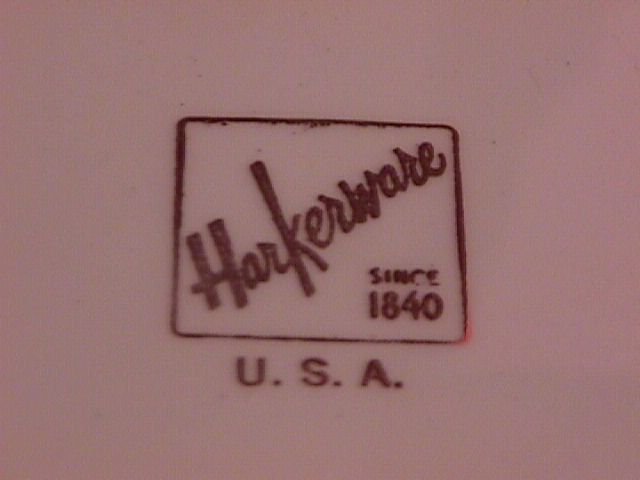 Harkerware
SINCE
1840
U. S. A.